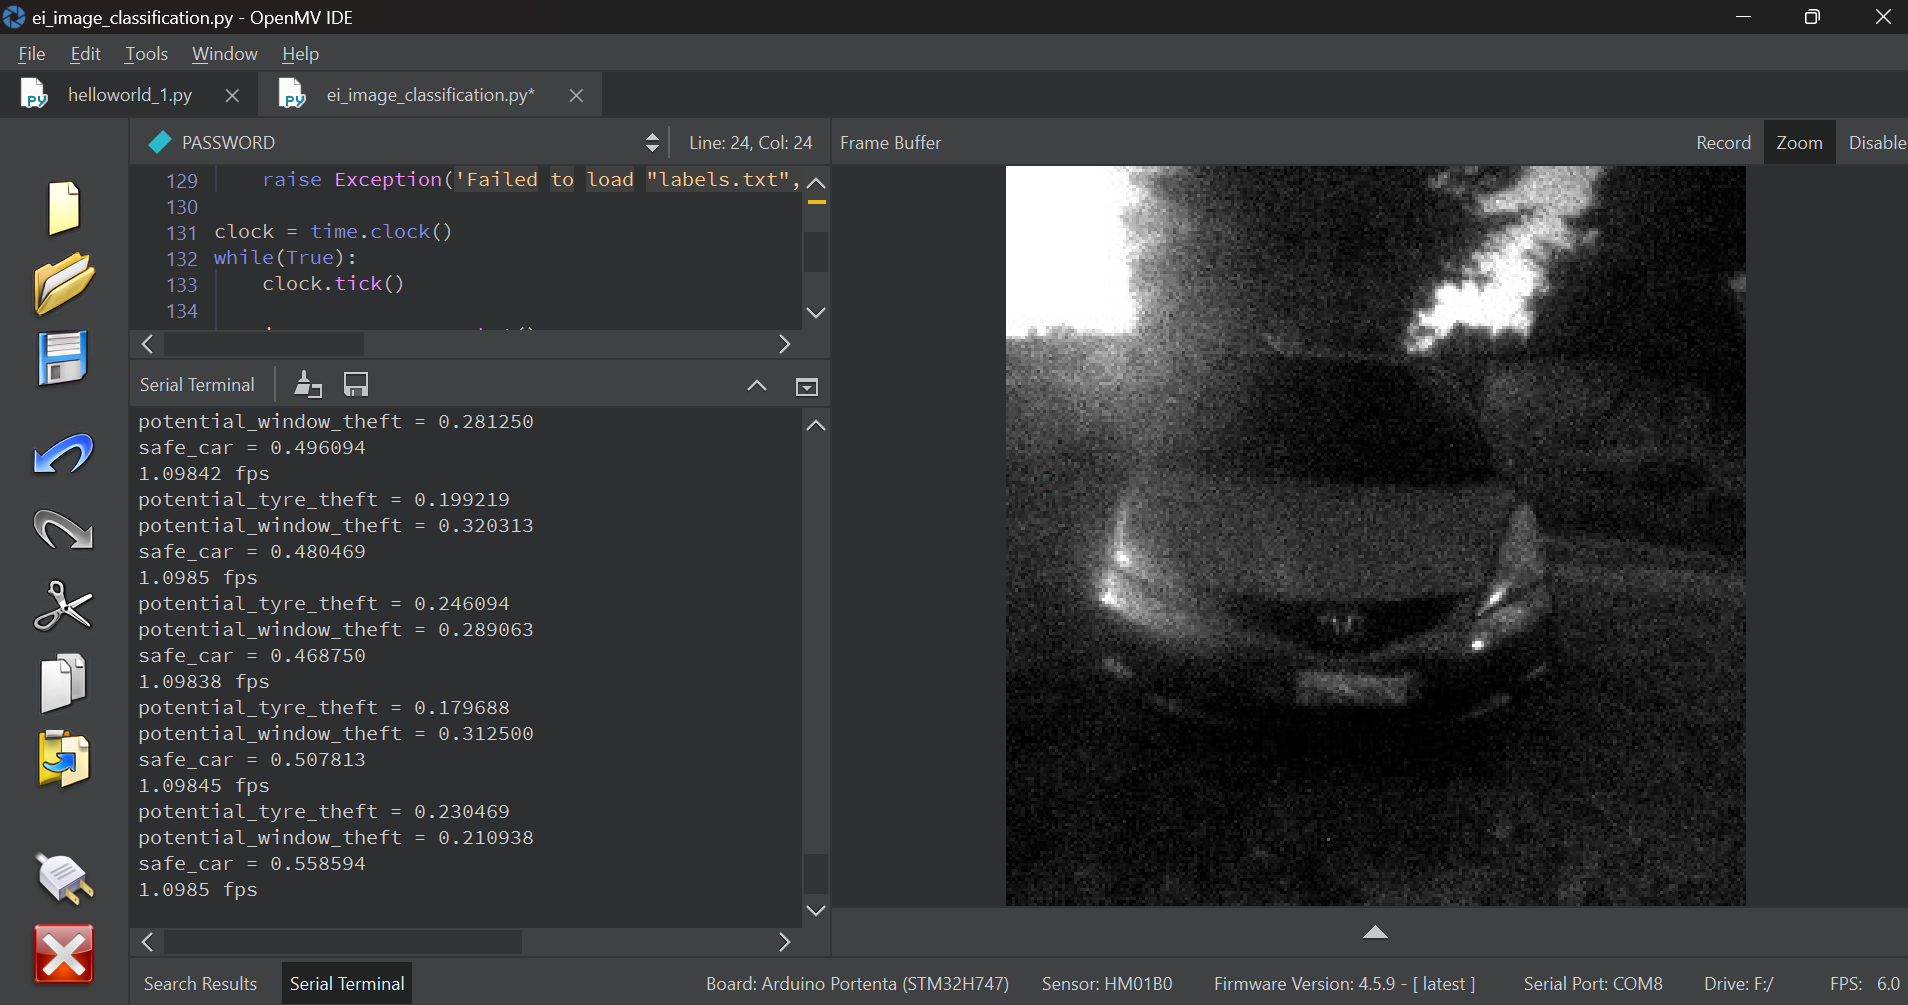 ei_image_classification.py - OpenMV IDE
File Edit Tools Window Help
helloworld_1.py
ei_image_classification.py*
PASSWORD
Line: 24, Col: 24
Frame Buffer
Record
Zoom
Disable
129 raise Exception('Failed to load "labels.txt",
130
131 clock = time.clock()
132 while(True):
133 clock.tick()
134
Serial Terminal
potential_window_theft = 0.281250
safe_car = 0.496094
1.09842 fps
potential_tyre_theft = 0.199219
potential_window_theft = 0.320313
safe_car = 0.480469
1.0985 fps
potential_tyre_theft = 0.246094
potential_window_theft = 0.289063
safe_car = 0.468750
1.09838 fps
potential_tyre_theft = 0.179688
potential_window_theft = 0.312500
safe_car = 0.507813
1.09845 fps
potential_tyre_theft = 0.230469
potential_window_theft = 0.210938
safe_car = 0.558594
1.0985 fps
Search Results
Serial Terminal
Board: Arduino Portenta (STM32H747)
Sensor: HM01B0
Firmware Version: 4.5.9 - [ latest ]
Serial Port: COM8
Drive: F:/
FPS: 6.0